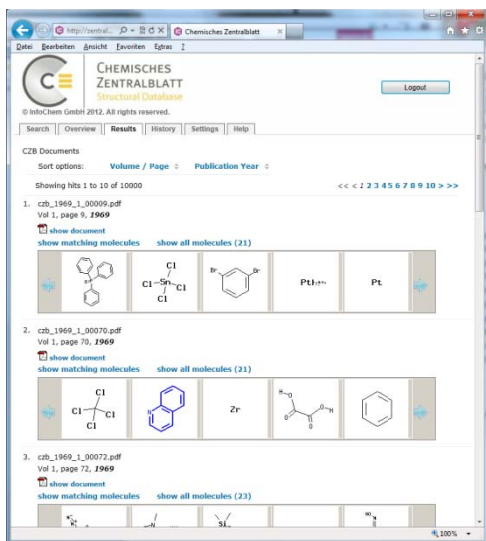 http://zentral...
Chemisches Zentralblatt
Datei Bearbeiten Ansicht Favoriten Extras ?
CHEMISCHES
ZENTRALBLATT
Structural Database
Logout
© InfoChem GmbH 2012. All rights reserved.
Search Overview Results History Settings Help
CZB Documents
Sort options: Volume / Page Publication Year
Showing hits 1 to 10 of 10000 << < 1 2 3 4 5 6 7 8 9 10 > >>
1. czb_1969_1_00009.pdf
Vol 1, page 9, 1969
show document
show matching molecules show all molecules (21)
Cl
Cl Sn Cl
Cl
Br Br
Pt
2. czb_1969_1_00070.pdf
Vol 1, page 70, 1969
show document
show matching molecules show all molecules (21)
Cl
Cl Cl
Cl
N
Zr
H O
O O H
O
3. czb_1969_1_00072.pdf
Vol 1, page 72, 1969
show document
show matching molecules show all molecules (23)
Si
HO
100%